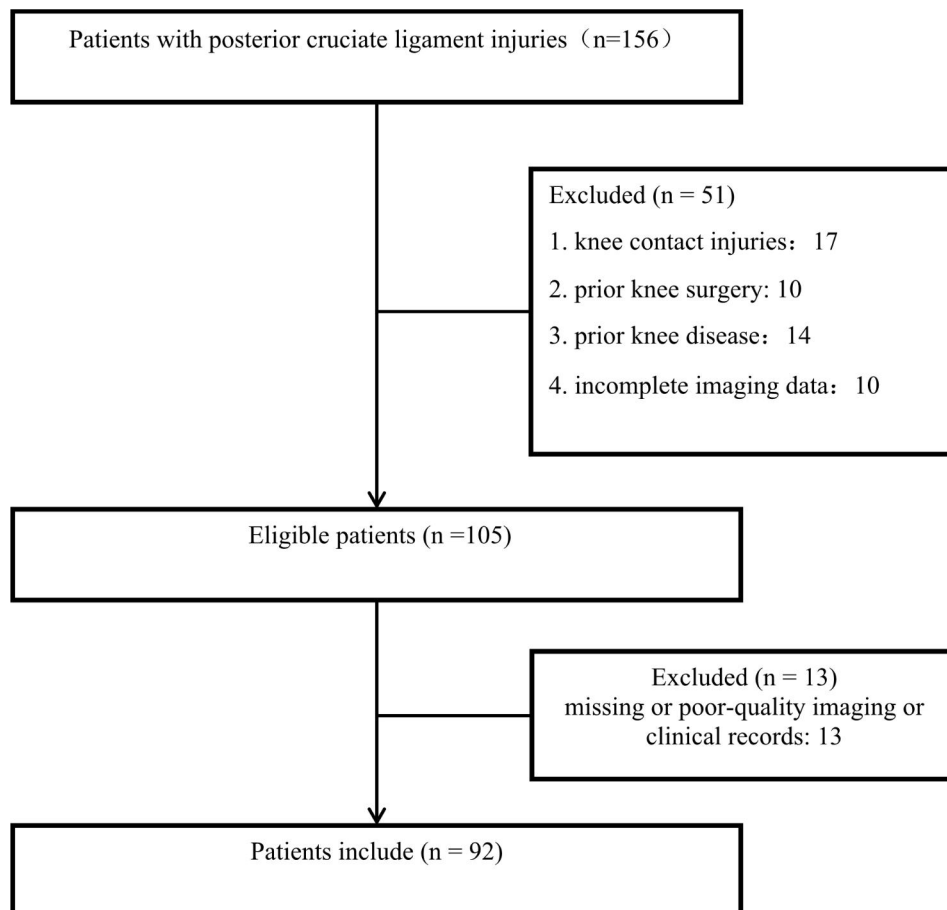 Patients with posterior cruciate ligament injuries（n=156）
Excluded (n = 51)
1. knee contact injuries：17
2. prior knee surgery: 10
3. prior knee disease：14
4. incomplete imaging data：10
Eligible patients (n =105)
Excluded (n = 13)
missing or poor-quality imaging or
clinical records: 13
Patients include (n = 92)